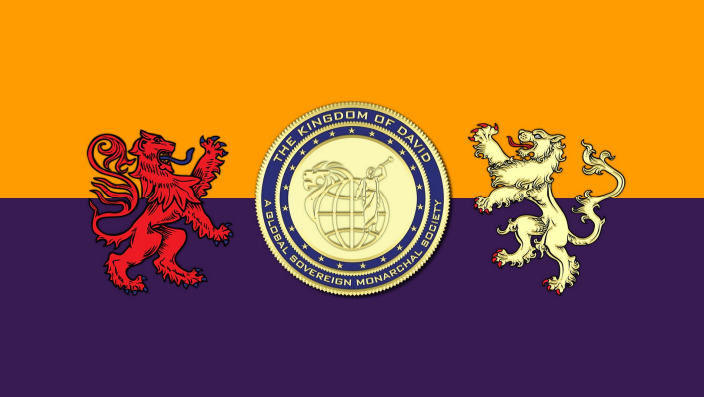 THE KINGDOM OF DAVID
A GLOBAL SOVEREIGN MONARCHAL SOCIETY